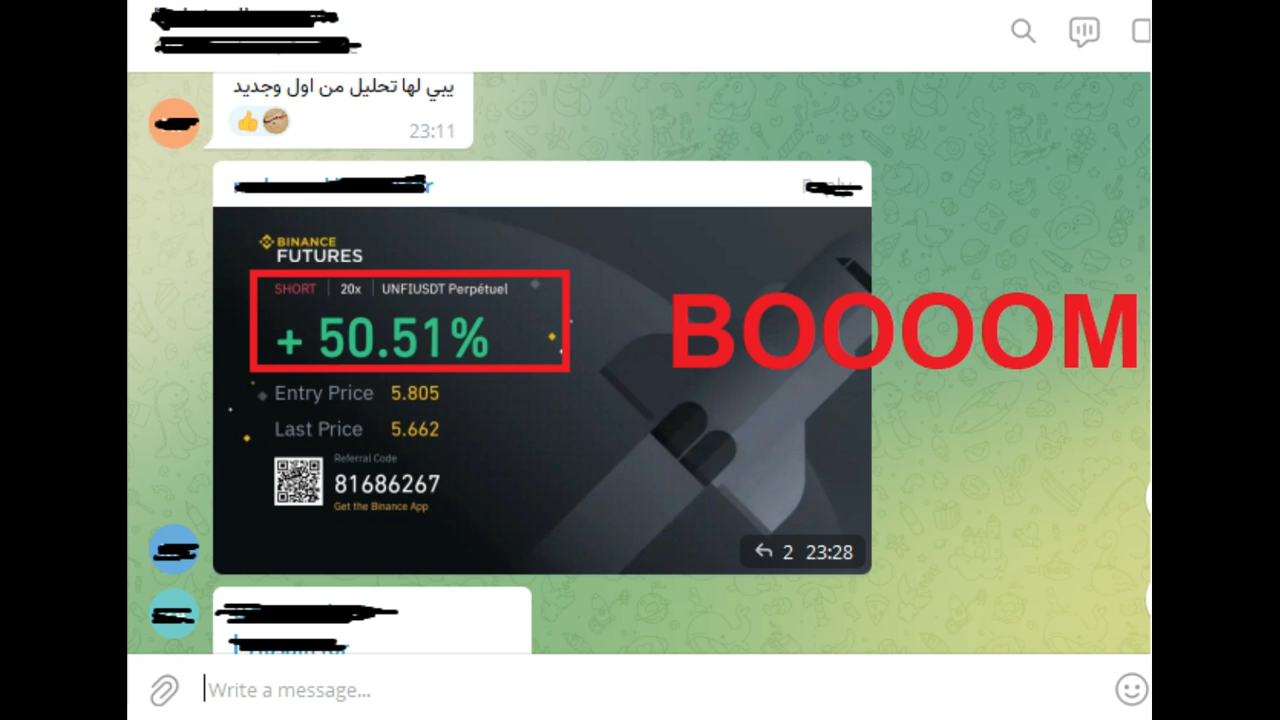 يبي لها تحليل من اول وجديد
23:11
BINANCE
FUTURES
SHORT 20x UNFIUSDT Perpétuel
+ 50.51%
BOOOOM
Entry Price 5.805
Last Price 5.662
Referral Code
81686267
Get the Binance App
2 23:28
Write a message...